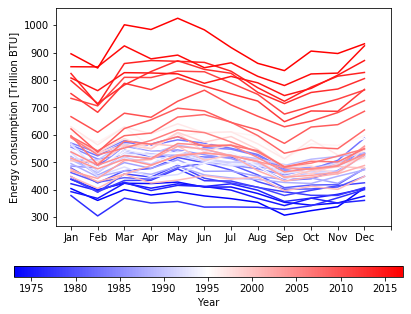 1000
900
800
700
600
500
400
300
Energy Consumption [Trillion BTU]
Jan Feb Mar Apr May Jun Jul Aug Sep Oct Nov Dec
1975 1980 1985 1990 1995 2000 2005 2010 2015
Year